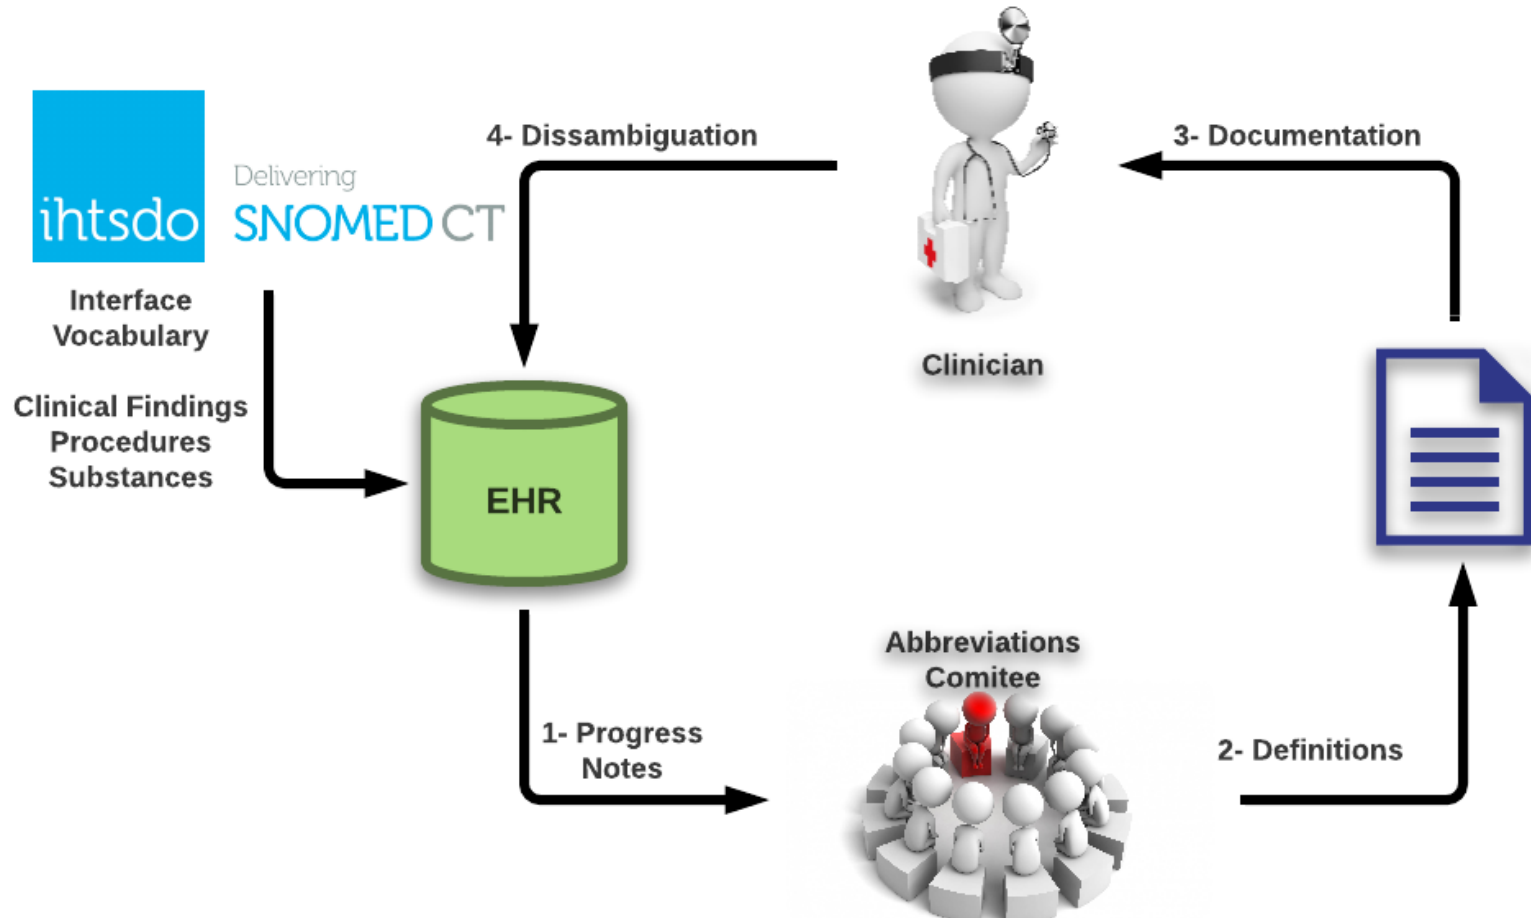 4- Dissambiguation
3- Documentation
ihtsdo
Delivering
SNOMED CT
Interface
Vocabulary
Clinical Findings
Procedures
Substances
Clinician
EHR
Abbreviations
Comitee
1- Progress
Notes
2- Definitions